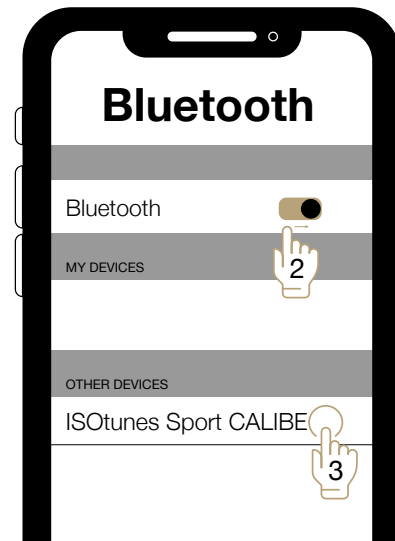 Bluetooth
Bluetooth
2
MY DEVICES
OTHER DEVICES
ISOtunes Sport CALIBE
3